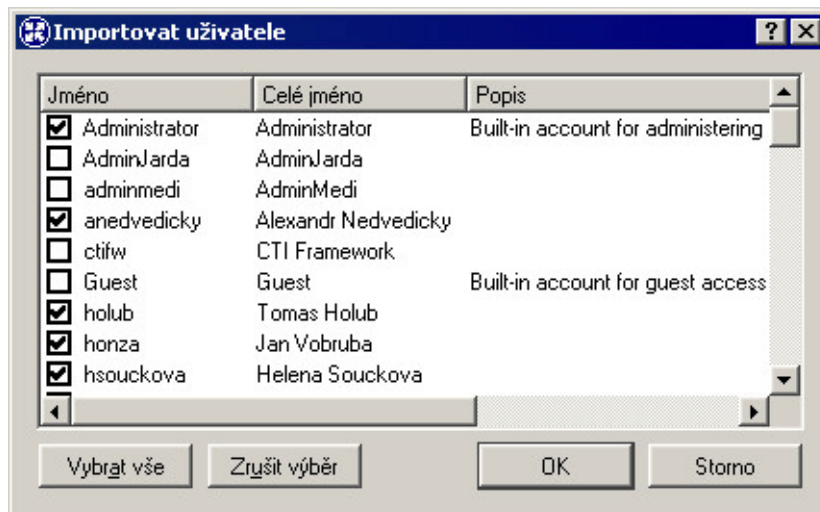 Importovat uživatele
Jméno Celé jméno Popis
Administrator Administrator Built-in account for administering
AdminJarda AdminJarda
adminmedi AdminMedi
anedvedicky Alexandr Nedvedicky
ctifw CTI Framework
Guest Guest Built-in account for guest access
holub Tomas Holub
honza Jan Vobruba
hsouckova Helena Souckova
Vybrat vše Zrušit výběr OK Storno